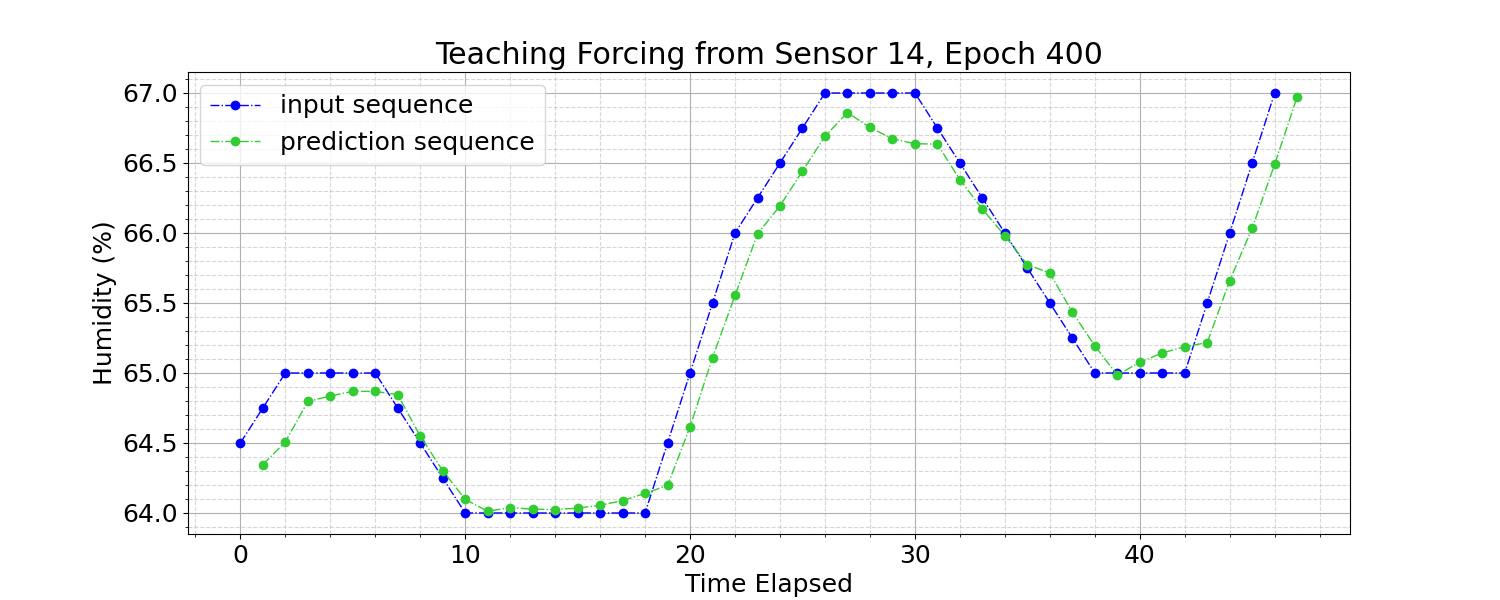 Teaching Forcing from Sensor 14, Epoch 400
input sequence
prediction sequence
Humidity (%)
67.0
66.5
66.0
65.5
65.0
64.5
64.0
0 10 20 30 40
Time Elapsed